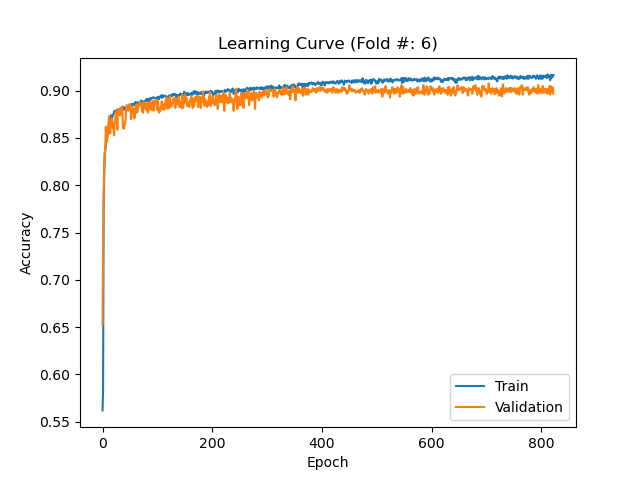 Learning Curve (Fold #: 6)
0.90
0.85
0.80
0.75
0.70
0.65
0.60
0.55
Accuracy
0 200 400 600 800
Epoch
Train
Validation